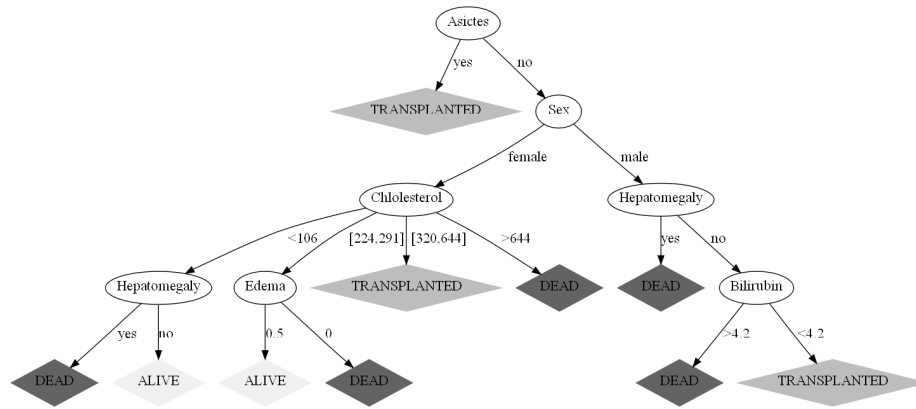 Asictes
yes
no
TRANSPLANTED
Sex
female
male
Chlolesterol
Hepatomegaly
<106
[224,291]
[320,644]
>644
yes
no
Hepatomegaly
Edema
TRANSPLANTED
DEAD
DEAD
Bilirubin
yes
no
0.5
0
>4.2
<4.2
DEAD
ALIVE
ALIVE
DEAD
DEAD
TRANSPLANTED